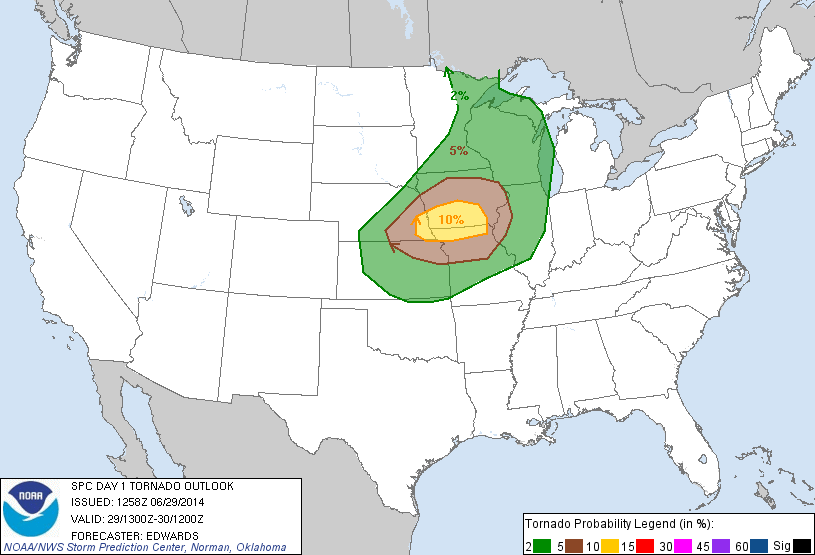 2%
5%
10%
NOAA
SPC DAY 1 TORNADO OUTLOOK
ISSUED: 1258Z 06/29/2014
VALID: 29/1300Z-30/1200Z
FORECASTER: EDWARDS
NOAA/NWS Storm Prediction Center, Norman, Oklahoma
Tornado Probability Legend (in %):
2 5 10 15 30 45 60 Sig